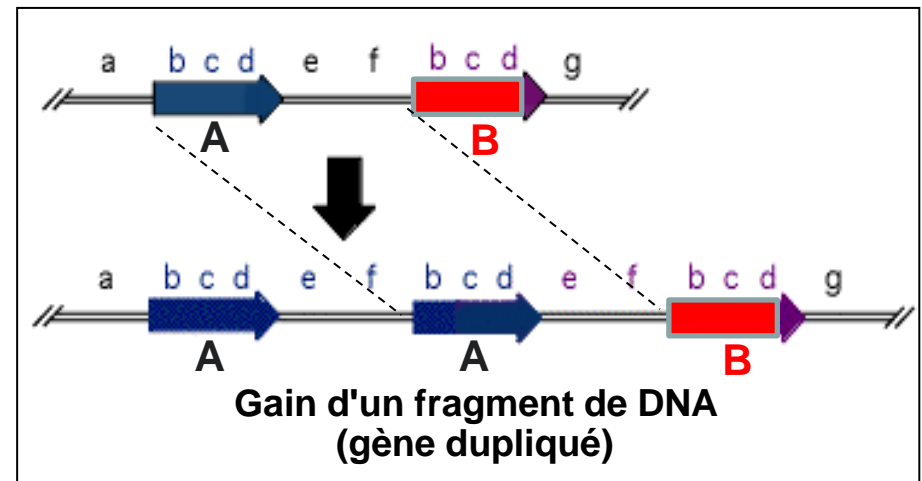 a b c d e f b c d g
A B
a b c d e f b c d e f b c d g
A A B
Gain d'un fragment de DNA
(gène dupliqué)